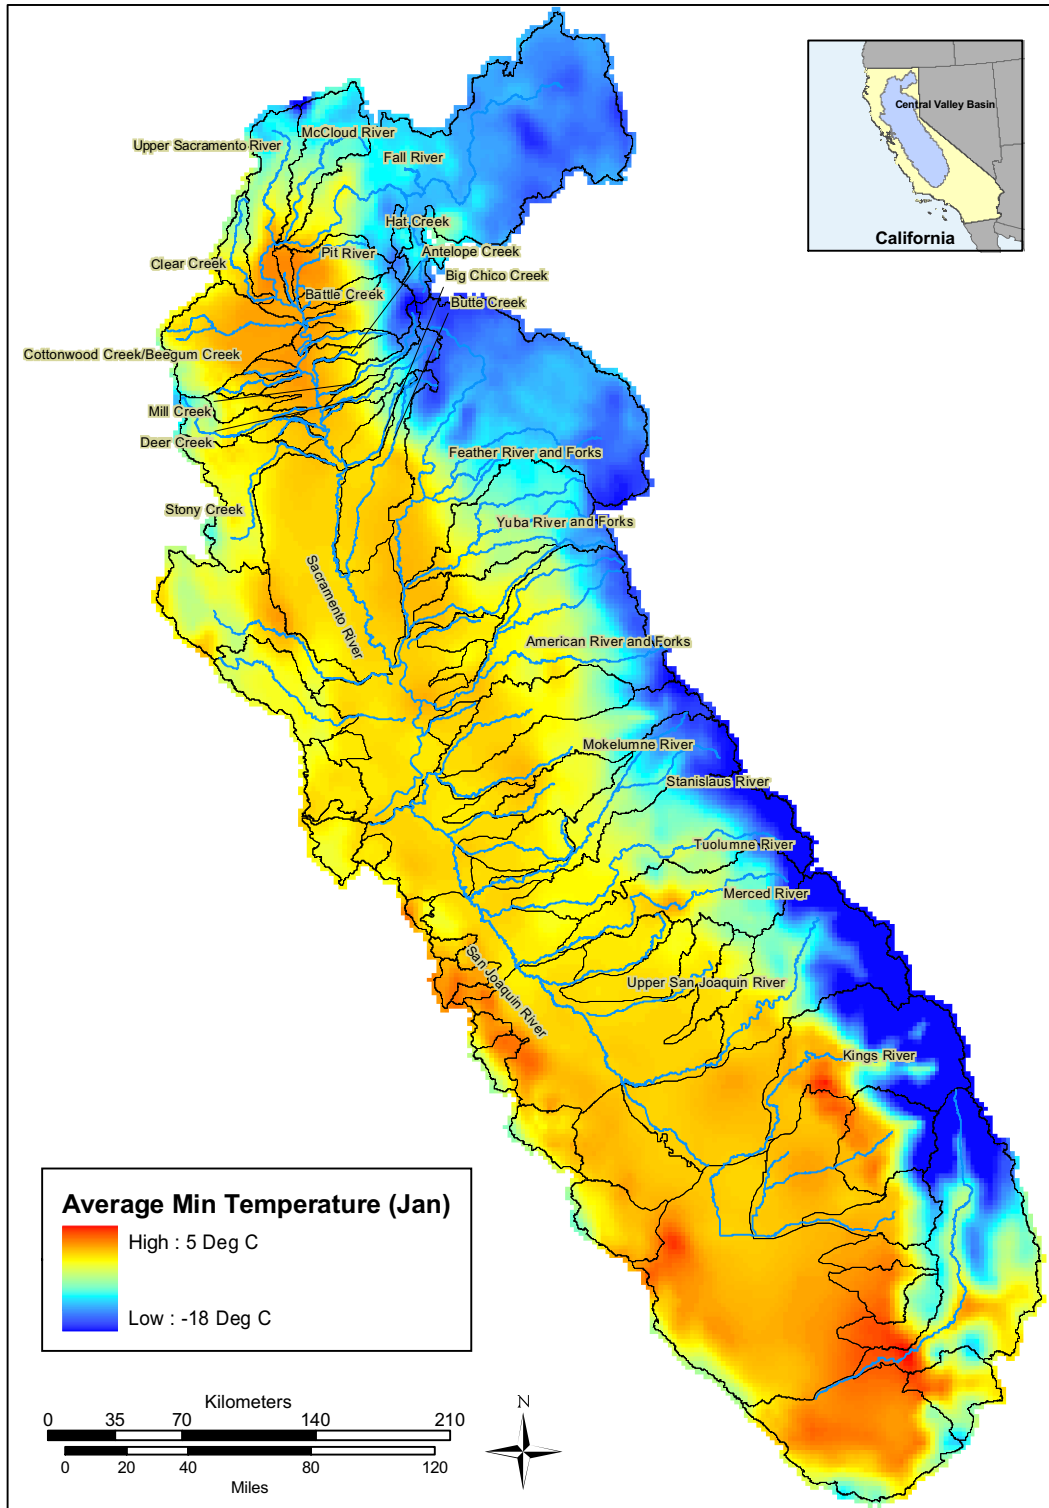 Central Valley Basin
California
McCloud River
Upper Sacramento River
Fall River
Hat Creek
Pit River
Antelope Creek
Clear Creek
Big Chico Creek
Battle Creek
Butte Creek
Cottonwood Creek/Beegum Creek
Mill Creek
Deer Creek
Feather River and Forks
Stony Creek
Yuba River and Forks
Sacramento River
American River and Forks
Mokelumne River
Stanislaus River
Tuolumne River
Merced River
San Joaquin River
Upper San Joaquin River
Kings River
Average Min Temperature (Jan)
High : 5 Deg C
Low : -18 Deg C
Kilometers
0 35 70 140 210
0 20 40 80 120
Miles
N